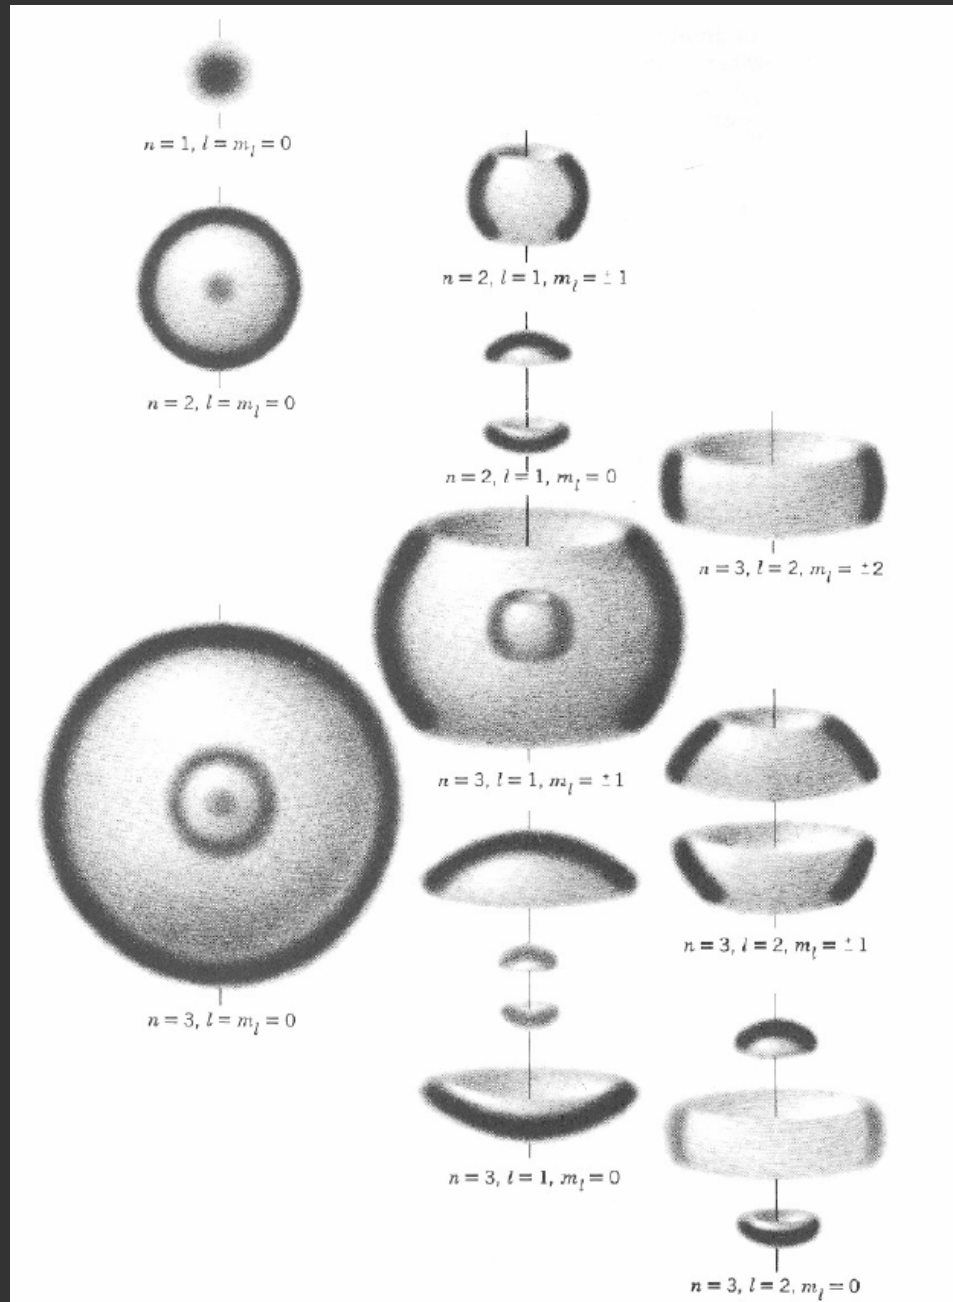 n = 1, l = m_l = 0
n = 2, l = 1, m_l = ±1
n = 2, l = m_l = 0
n = 2, l = 1, m_l = 0
n = 3, l = 2, m_l = ±2
n = 3, l = 1, m_l = ±1
n = 3, l = 2, m_l = ±1
n = 3, l = m_l = 0
n = 3, l = 1, m_l = 0
n = 3, l = 2, m_l = 0